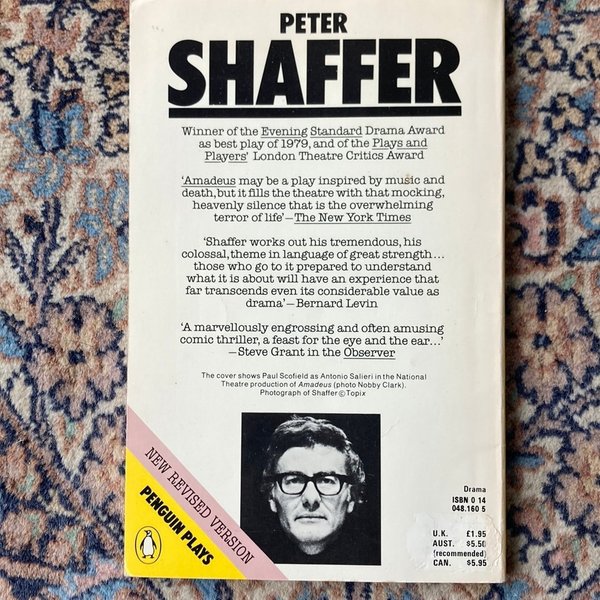 PETER
SHAFFER
Winner of the Evening Standard Drama Award
as best play of 1979, and of the Plays and
Players' London Theatre Critics Award
'Amadeus may be a play inspired by music and
death, but it fills the theatre with that mocking,
heavenly silence that is the overwhelming
terror of life'—The New York Times
'Shaffer works out his tremendous, his
colossal, theme in language of great strength...
those who go to it prepared to understand
what it is about will have an experience that
far transcends even its considerable value as
drama'—Bernard Levin
'A marvellously engrossing and often amusing
comic thriller, a feast for the eye and the ear...'
—Steve Grant in the Observer
The cover shows Paul Scofield as Antonio Salieri in the National
Theatre production of Amadeus (photo Nobby Clark).
Photograph of Shaffer © Topix
NEW REVISED VERSION
PENGUIN PLAYS
Drama
ISBN 0 14
048.160 5
U.K. £1.95
AUST. $5.50
(recommended)
CAN. $5.95